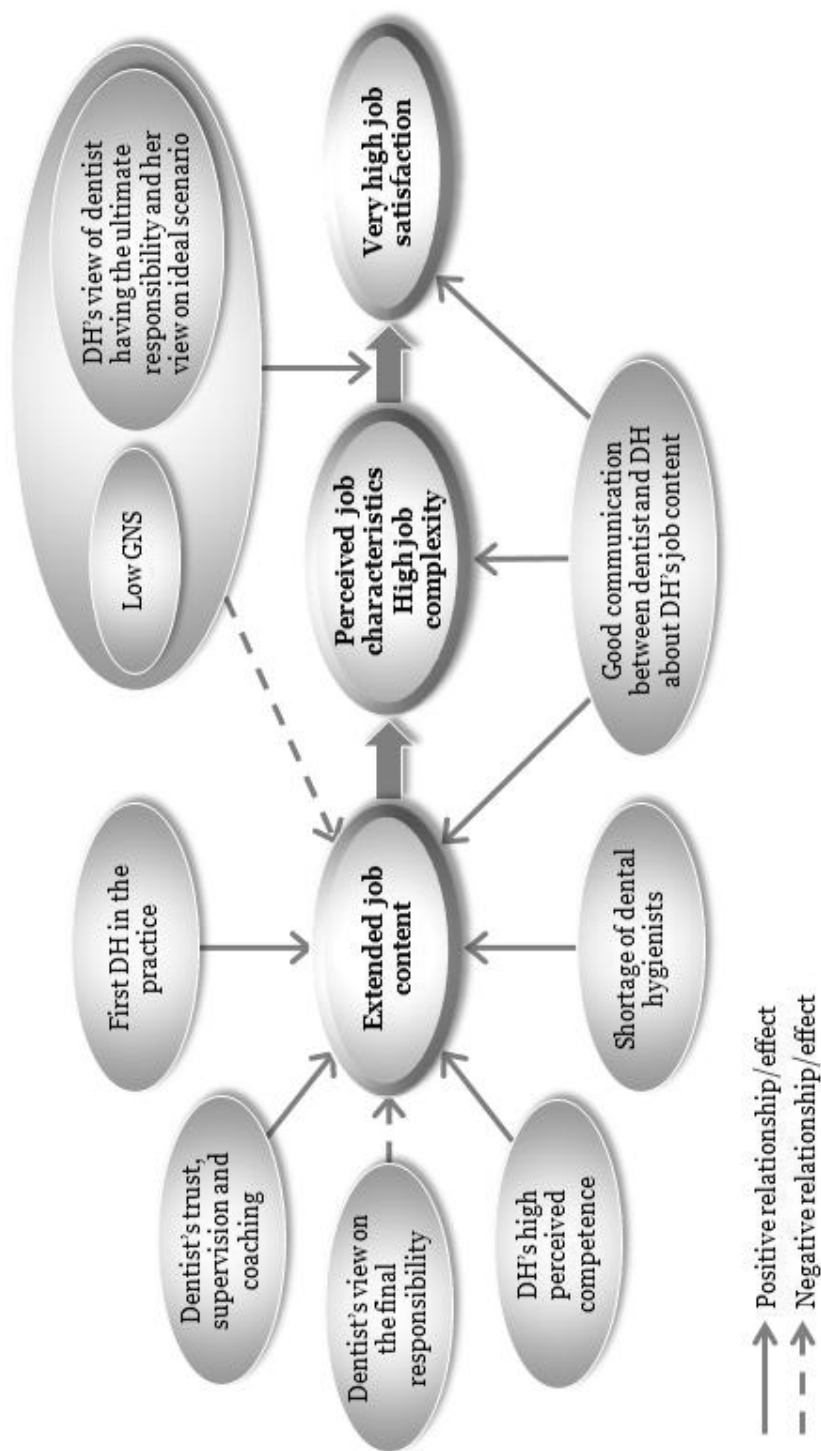 Dentist's trust,
supervision and
coaching
First DH in the
practice
Low GNS
DH's view of dentist
having the ultimate
responsibility and her
view on ideal scenario
Dentist's view on
the final
responsibility
Extended job
content
Perceived job
characteristics
High job
complexity
Very high job
satisfaction
DH's high
perceived
competence
Shortage of dental
hygienists
Good communication
between dentist and DH
about DH's job content
Positive relationship/effect
Negative relationship/effect